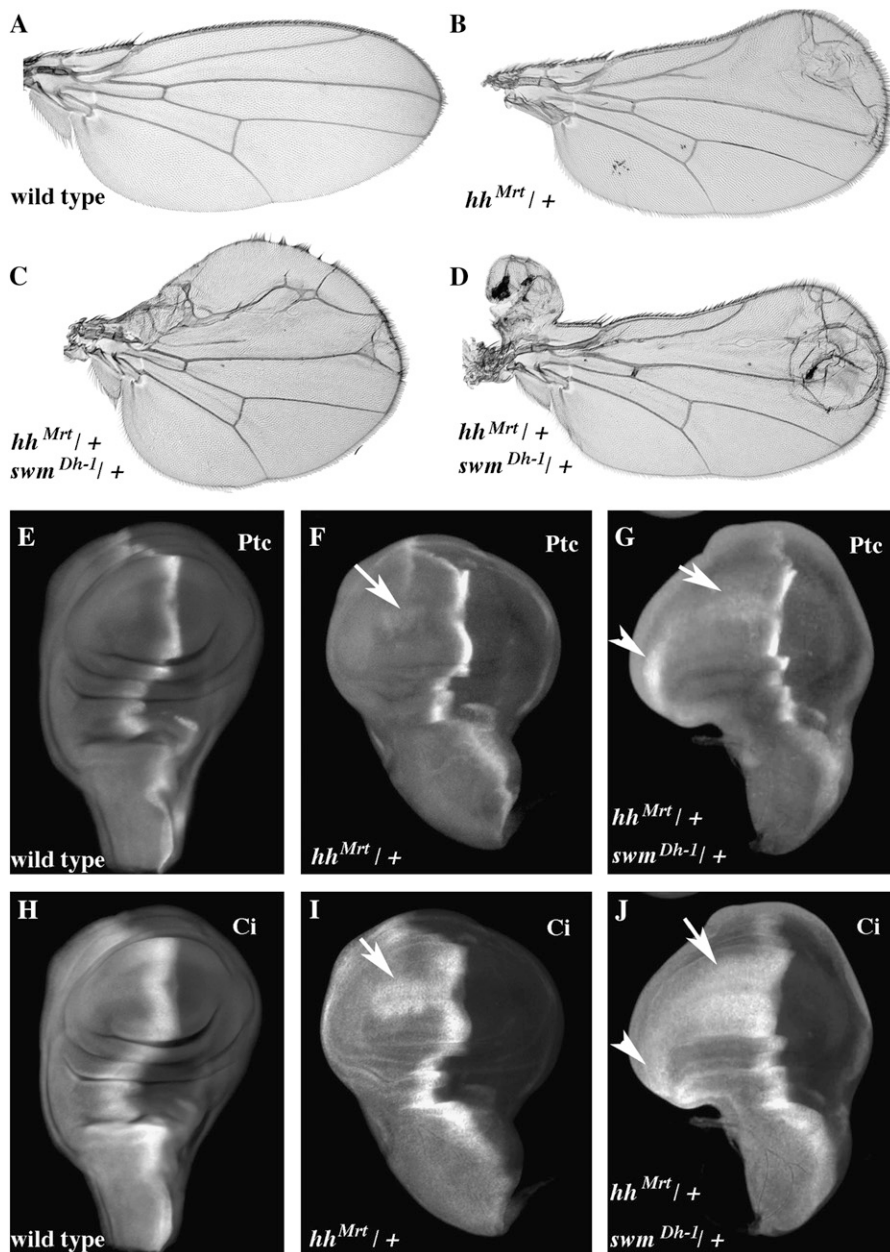 A
wild type
B
hh Mrt / +
C
hh Mrt / +
swm Dh-1 / +
D
hh Mrt / +
swm Dh-1 / +
E
Ptc
wild type
F
Ptc
hh Mrt / +
G
Ptc
hh Mrt / +
swm Dh-1 / +
H
Ci
wild type
I
Ci
hh Mrt / +
J
Ci
hh Mrt / +
swm Dh-1 / +